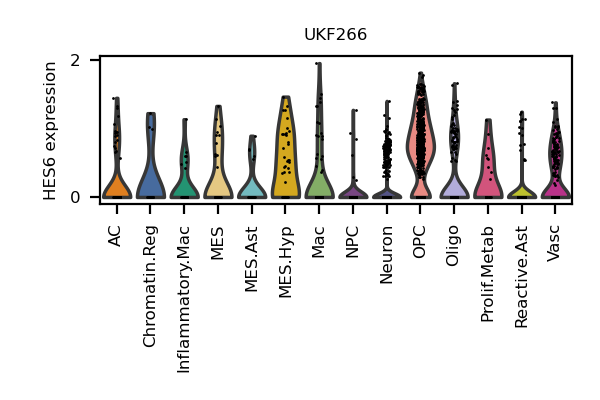 UKF266
HES6 expression
2
0
AC
Chromatin.Reg
Inflammatory.Mac
MES
MES.Ast
MES.Hyp
Mac
NPC
Neuron
OPC
Oligo
Prolif.Metab
Reactive.Ast
Vasc